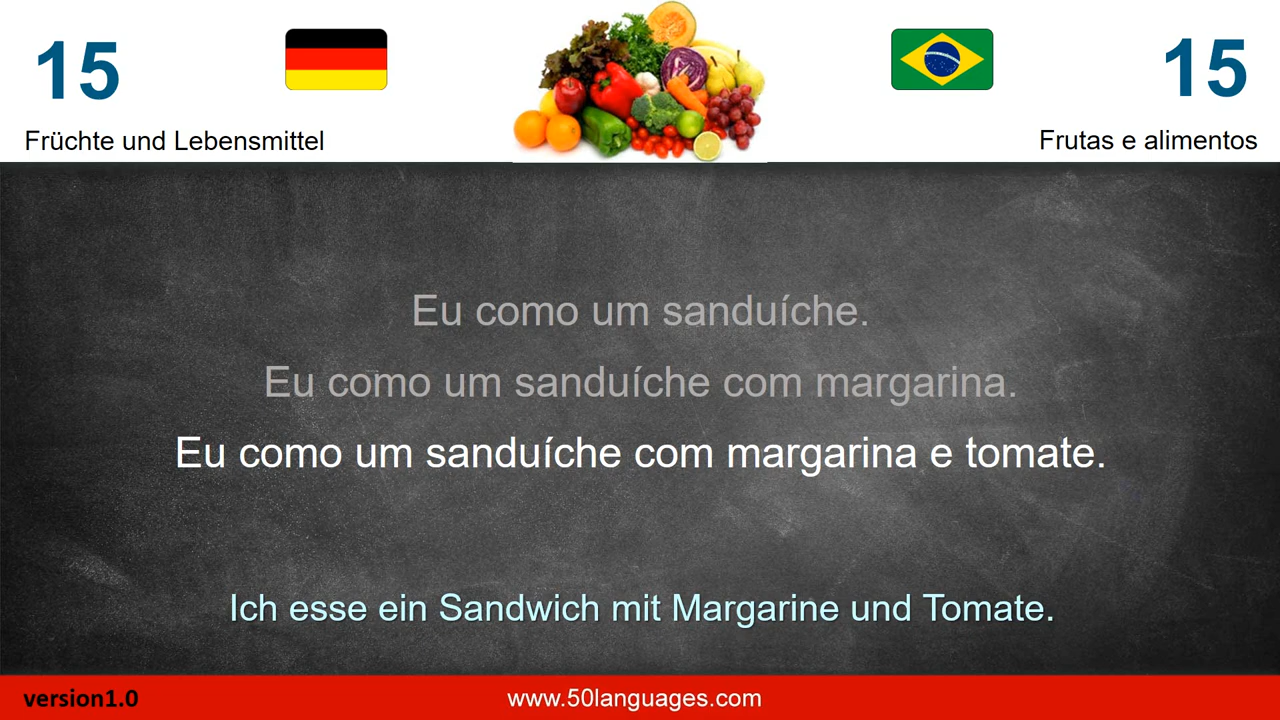 15
15
Früchte und Lebensmittel
Frutas e alimentos
Eu como um sanduíche.
Eu como um sanduíche com margarina.
Eu como um sanduíche com margarina e tomate.
Ich esse ein Sandwich mit Margarine und Tomate.
version1.0
www.50languages.com